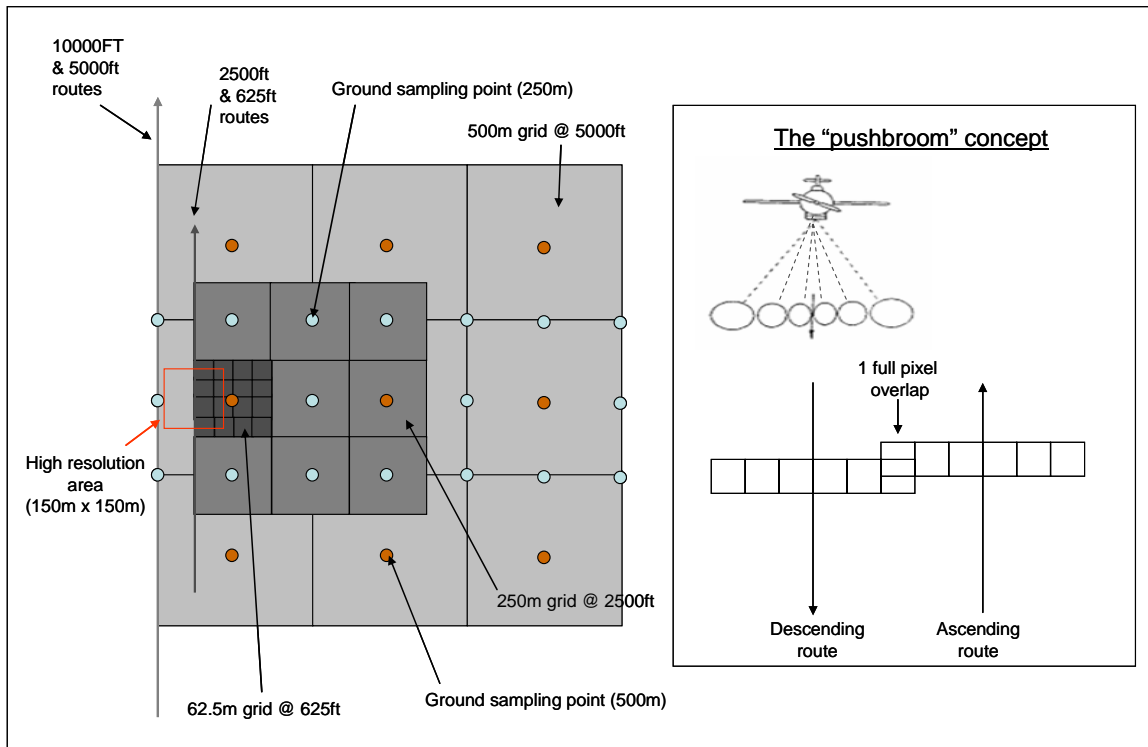 10000FT
& 5000ft
routes
2500ft
& 625ft
routes
Ground sampling point (250m)
500m grid @ 5000ft
High resolution
area
(150m x 150m)
250m grid @ 2500ft
62.5m grid @ 625ft
Ground sampling point (500m)
The “pushbroom” concept
1 full pixel
overlap
Descending
route
Ascending
route